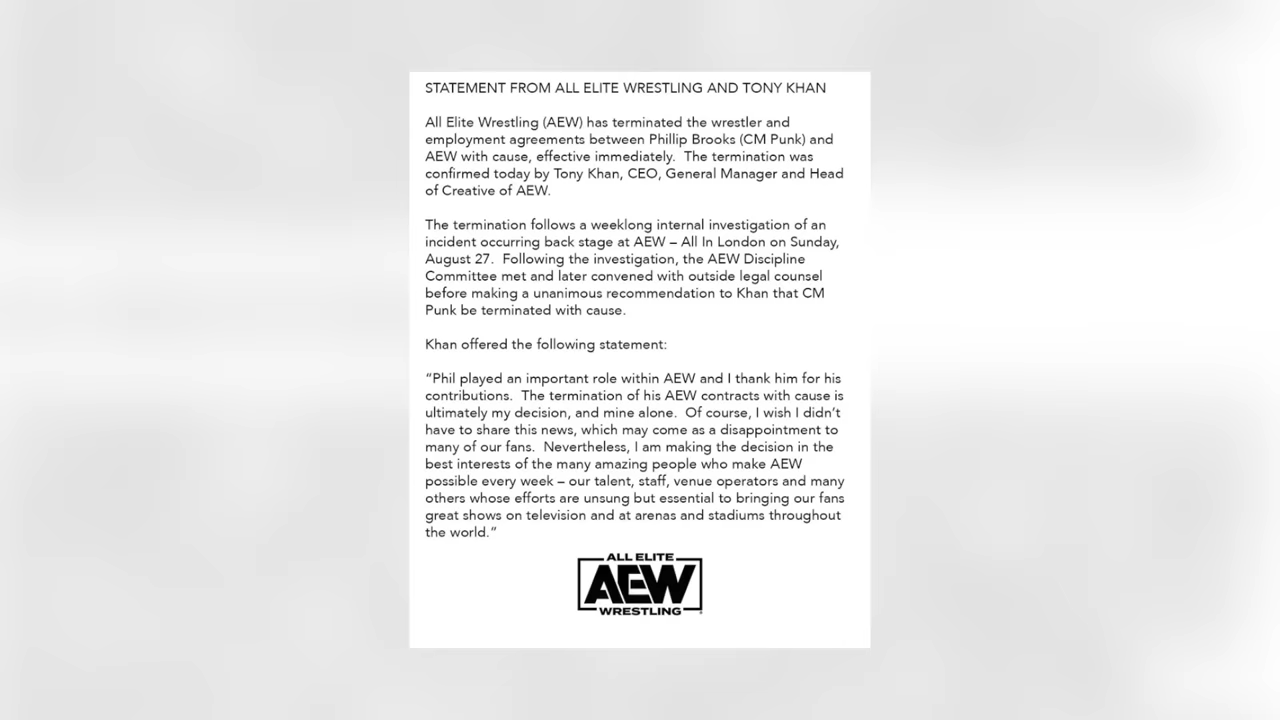 STATEMENT FROM ALL ELITE WRESTLING AND TONY KHAN
All Elite Wrestling (AEW) has terminated the wrestler and
employment agreements between Phillip Brooks (CM Punk) and
AEW with cause, effective immediately.  The termination was
confirmed today by Tony Khan, CEO, General Manager and Head
of Creative of AEW.
The termination follows a weeklong internal investigation of an
incident occurring back stage at AEW – All In London on Sunday,
August 27.  Following the investigation, the AEW Discipline
Committee met and later convened with outside legal counsel
before making a unanimous recommendation to Khan that CM
Punk be terminated with cause.
Khan offered the following statement:
“Phil played an important role within AEW and I thank him for his
contributions.  The termination of his AEW contracts with cause is
ultimately my decision, and mine alone.  Of course, I wish I didn’t
have to share this news, which may come as a disappointment to
many of our fans.  Nevertheless, I am making the decision in the
best interests of the many amazing people who make AEW
possible every week – our talent, staff, venue operators and many
others whose efforts are unsung but essential to bringing our fans
great shows on television and at arenas and stadiums throughout
the world.”
ALL ELITE
AEW
WRESTLING